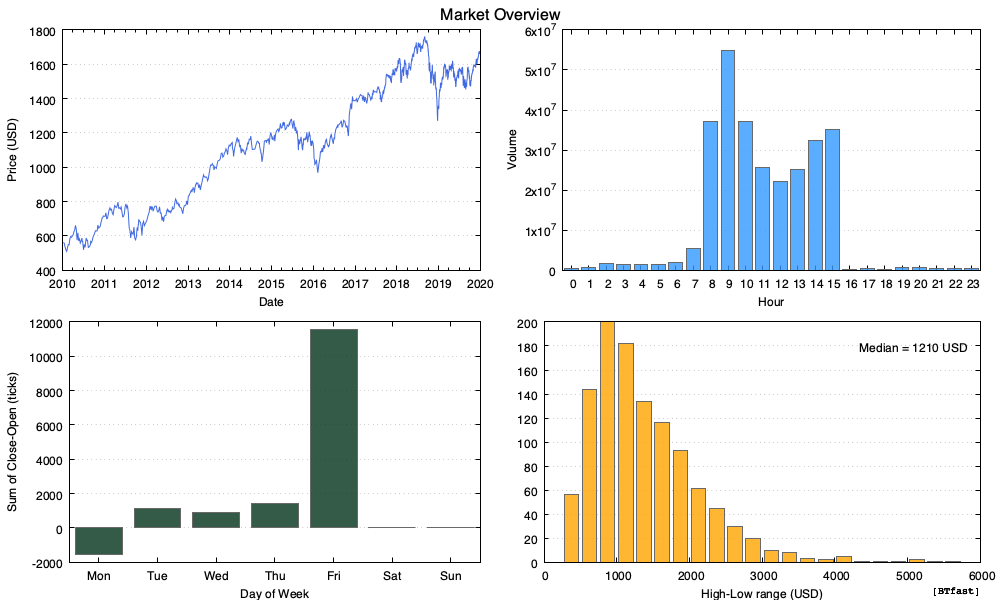 Market Overview
1800
1600
1400
1200
1000
800
600
400
Price (USD)
2010 2011 2012 2013 2014 2015 2016 2017 2018 2019 2020
Date
6x10^7
5x10^7
4x10^7
3x10^7
2x10^7
1x10^7
0
Volume
0 1 2 3 4 5 6 7 8 9 10 11 12 13 14 15 16 17 18 19 20 21 22 23
Hour
12000
10000
8000
6000
4000
2000
0
-2000
Sum of Close-Open (ticks)
Mon Tue Wed Thu Fri Sat Sun
Day of Week
200
180
160
140
120
100
80
60
40
20
0
Median = 1210 USD
0 1000 2000 3000 4000 5000 6000
High-Low range (USD)
[BTfast]